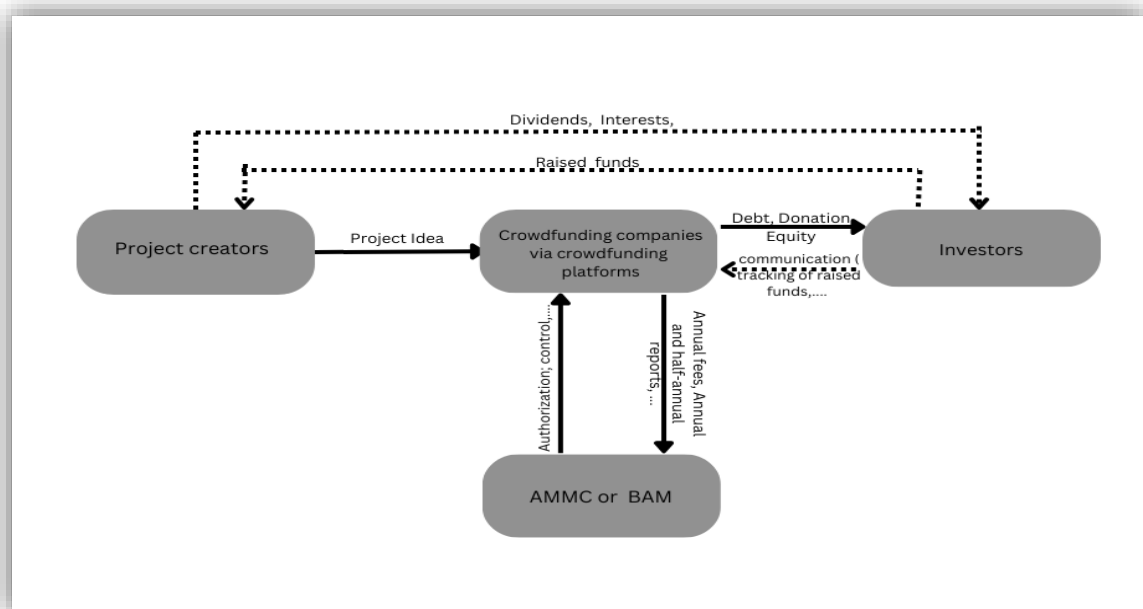 Dividends, Interests,
Raised funds
Project creators
Project Idea
Crowdfunding companies
via crowdfunding
platforms
Debt, Donation
Equity
communication (
tracking of raised
funds,....
Investors
Authorization; control,....
Annual fees, Annual
and half-annual
reports, ...
AMMC or BAM